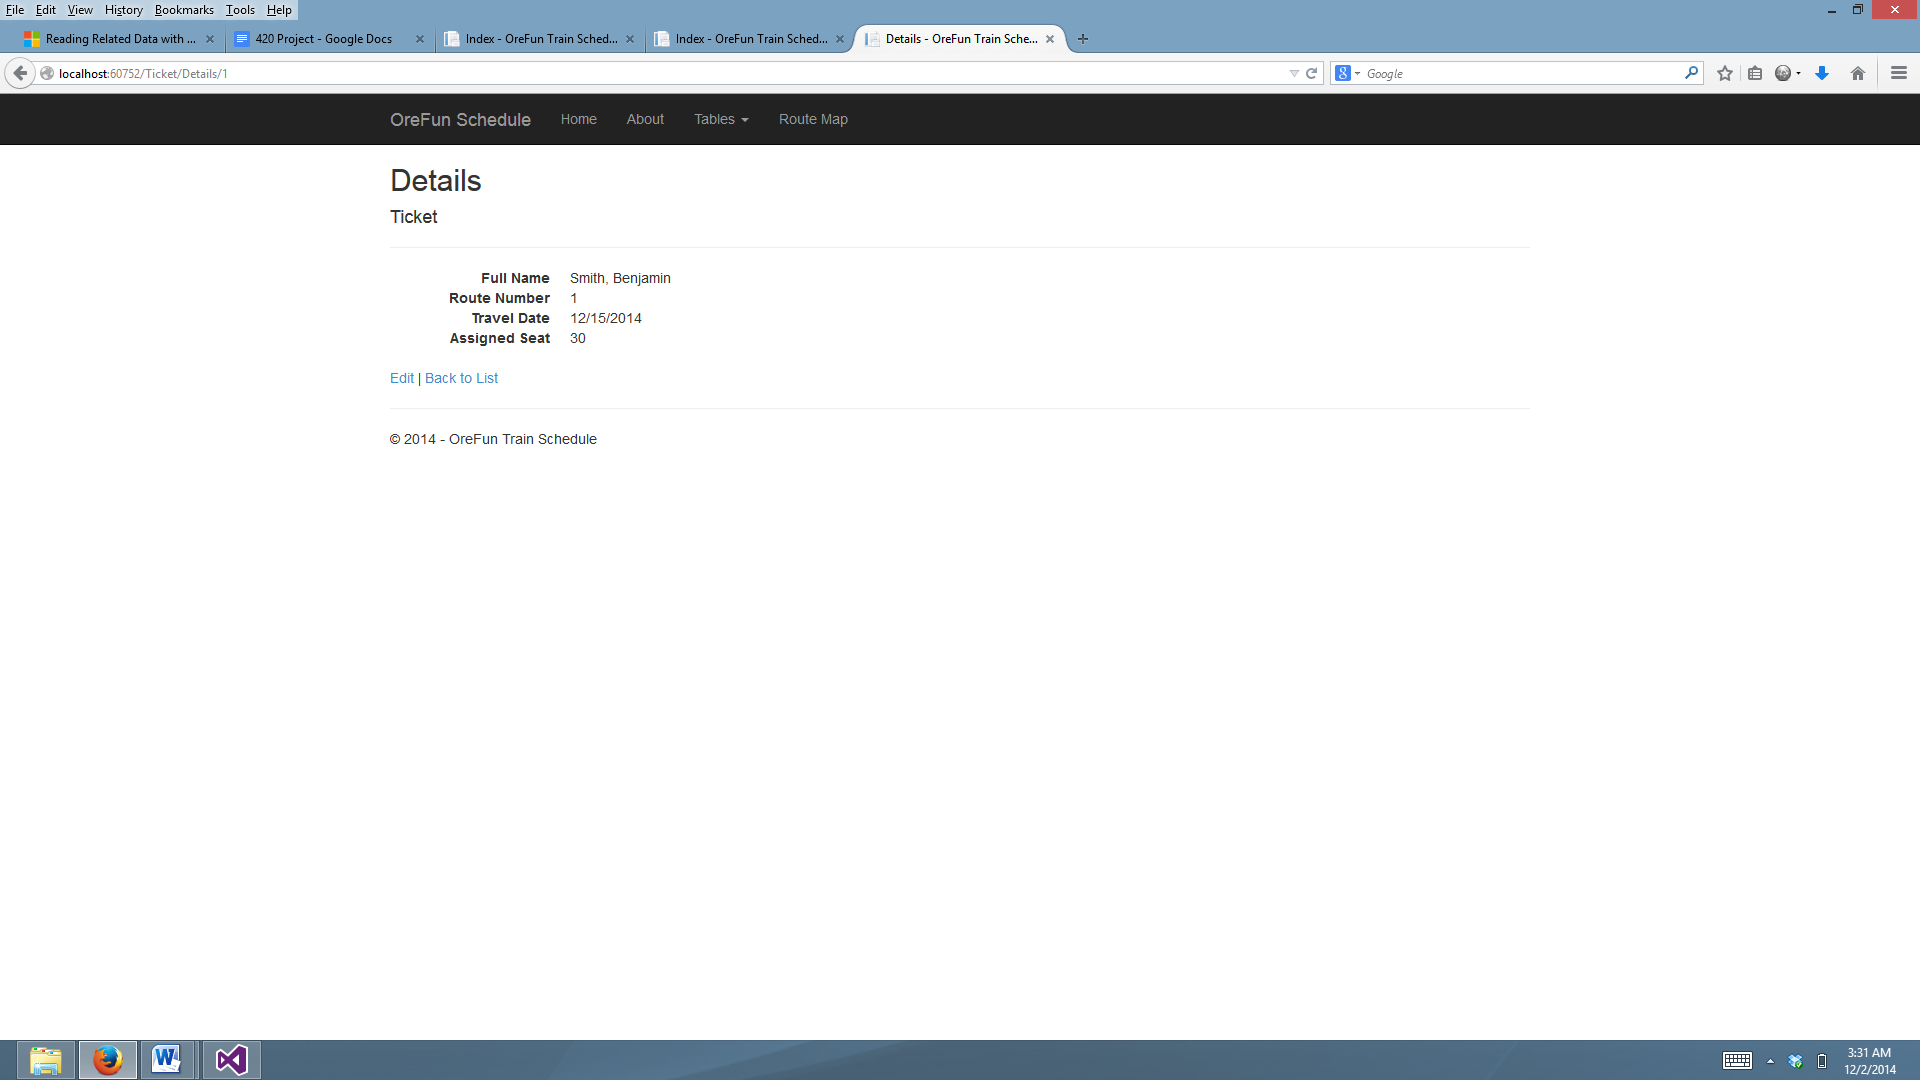 File Edit View History Bookmarks Tools Help
Reading Related Data with ... 420 Project - Google Docs Index - OreFun Train Sched... Index - OreFun Train Sched... Details - OreFun Train Sche...
localhost:60752/Ticket/Details/1 Google
OreFun Schedule Home About Tables Route Map
Details
Ticket
Full Name Smith, Benjamin
Route Number 1
Travel Date 12/15/2014
Assigned Seat 30
Edit | Back to List
© 2014 - OreFun Train Schedule
3:31 AM
12/2/2014